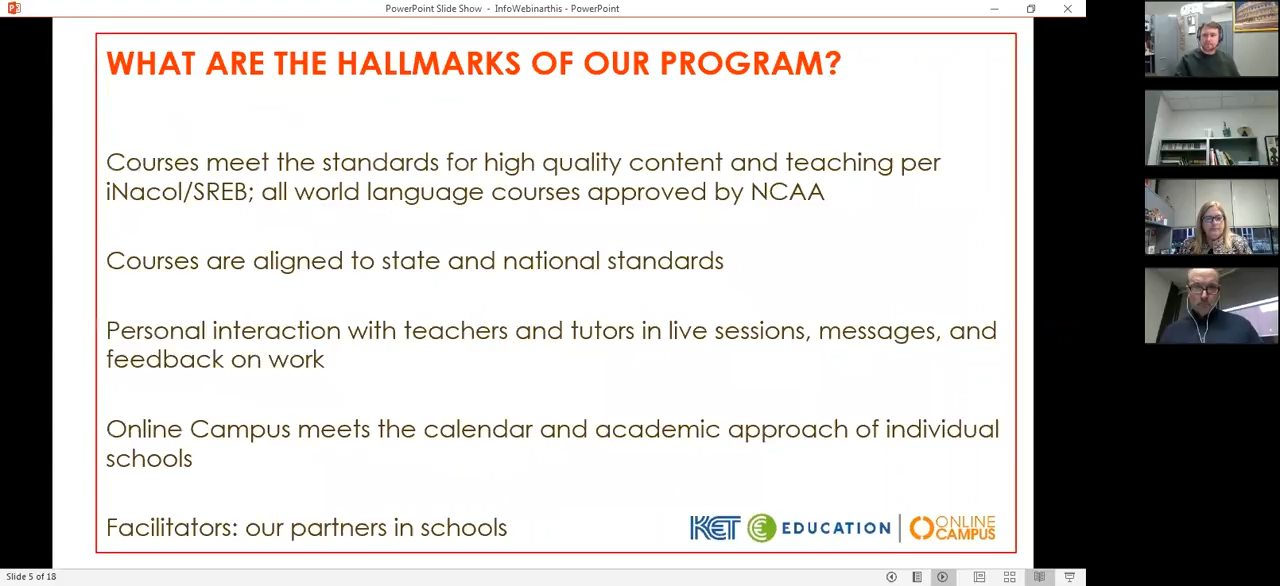 PowerPoint Slide Show - InfoWebinarthis - PowerPoint
WHAT ARE THE HALLMARKS OF OUR PROGRAM?
Courses meet the standards for high quality content and teaching per
iNacol/SREB; all world language courses approved by NCAA
Courses are aligned to state and national standards
Personal interaction with teachers and tutors in live sessions, messages, and
feedback on work
Online Campus meets the calendar and academic approach of individual
schools
Facilitators: our partners in schools
KET EDUCATION | ONLINE
CAMPUS
Slide 5 of 18